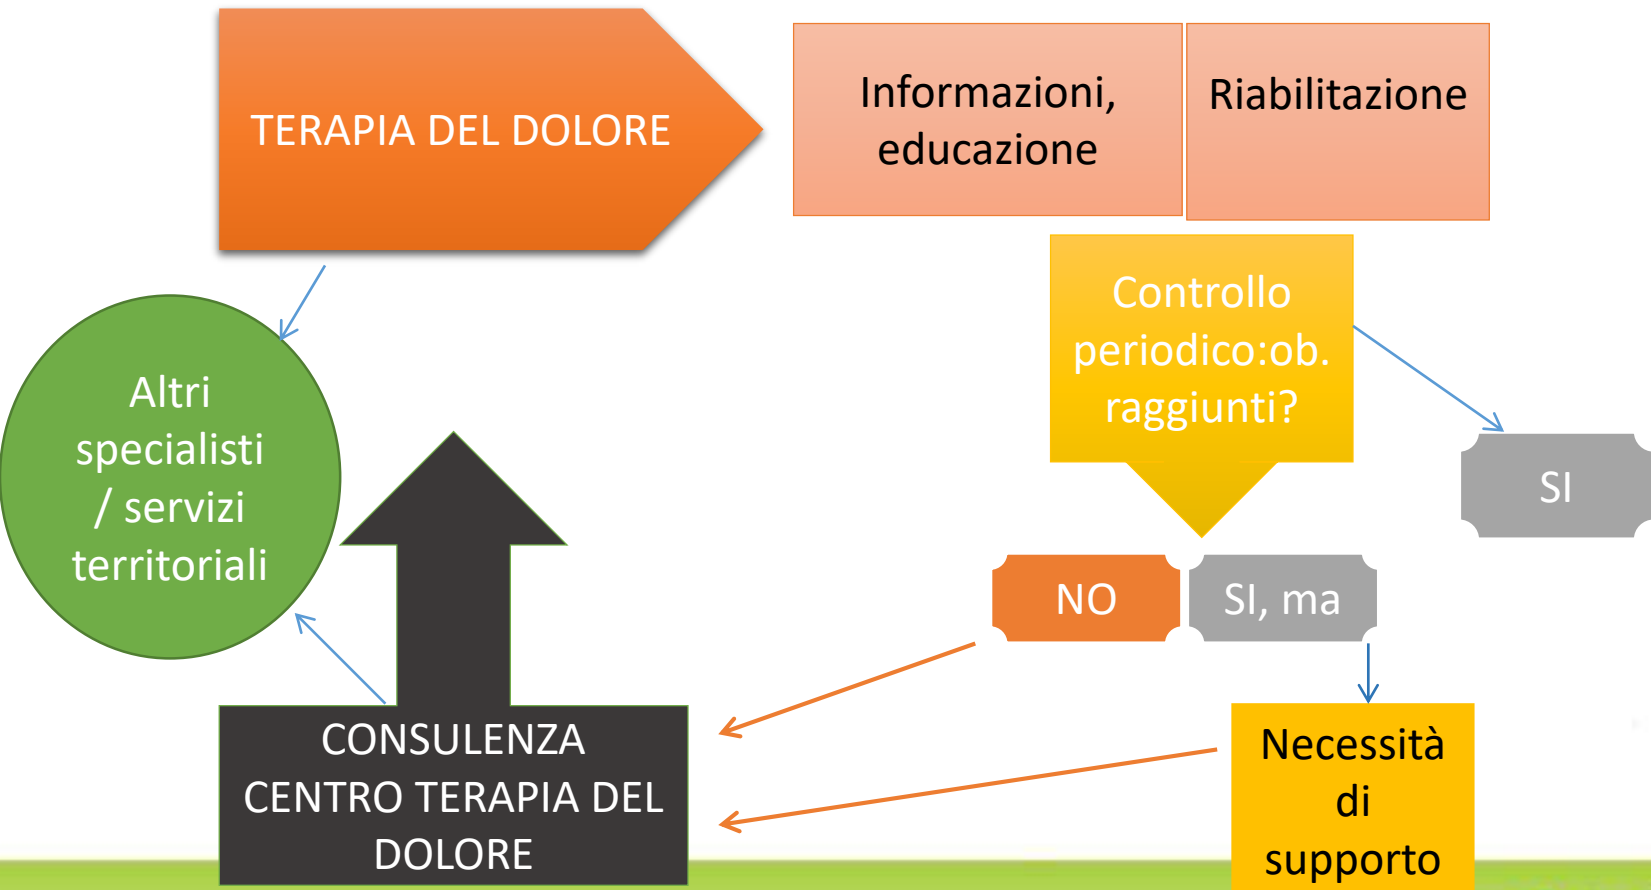 TERAPIA DEL DOLORE
Informazioni,
educazione
Riabilitazione
Controllo
periodico:ob.
raggiunti?
Altri
specialisti
/ servizi
territoriali
SI
NO
SI, ma
CONSULENZA
CENTRO TERAPIA DEL
DOLORE
Necessità
di
supporto